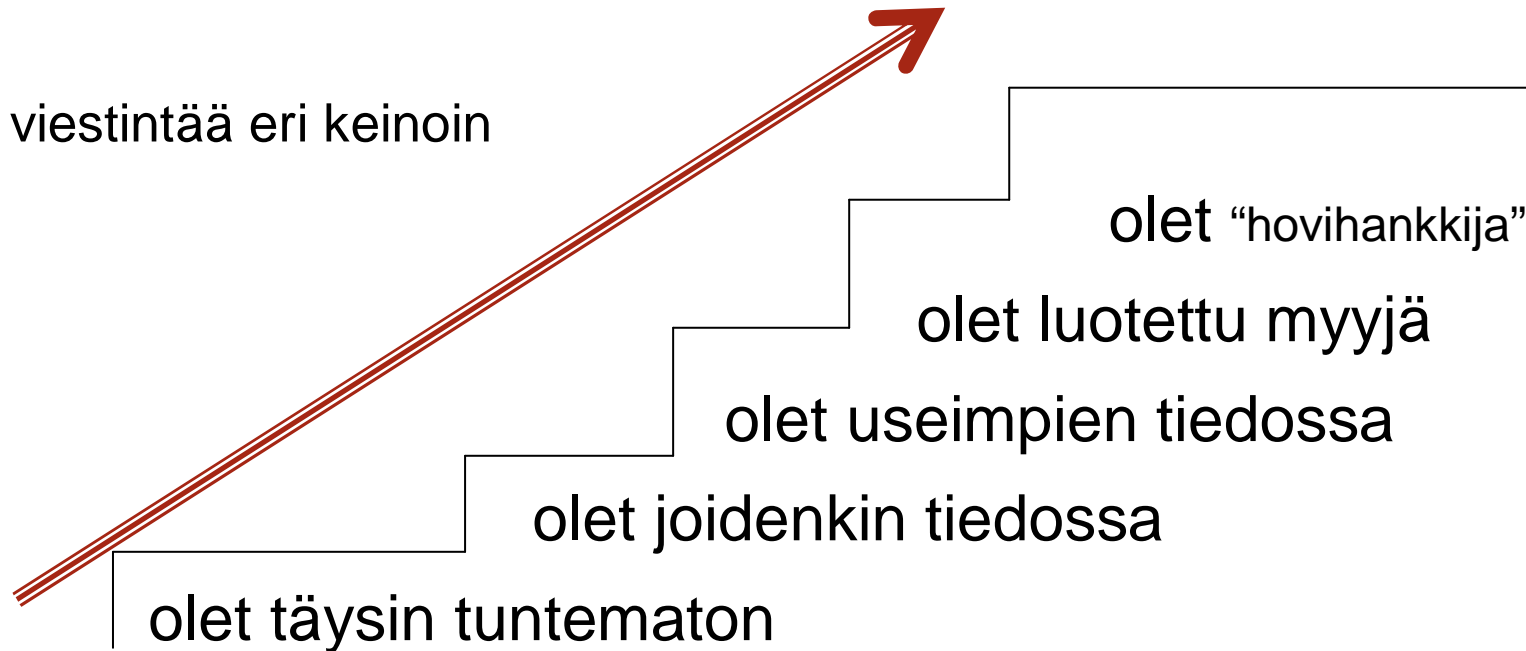 viestintää eri keinoin
olet “hovihankkija”
olet luotettu myyjä
olet useimpien tiedossa
olet joidenkin tiedossa
olet täysin tuntematon